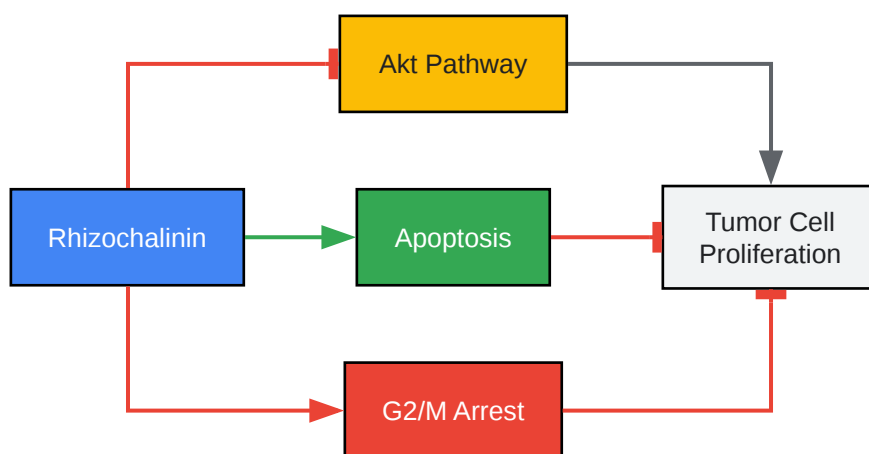 Akt Pathway
Rhizochalinin
Apoptosis
Tumor Cell
Proliferation
G2/M Arrest